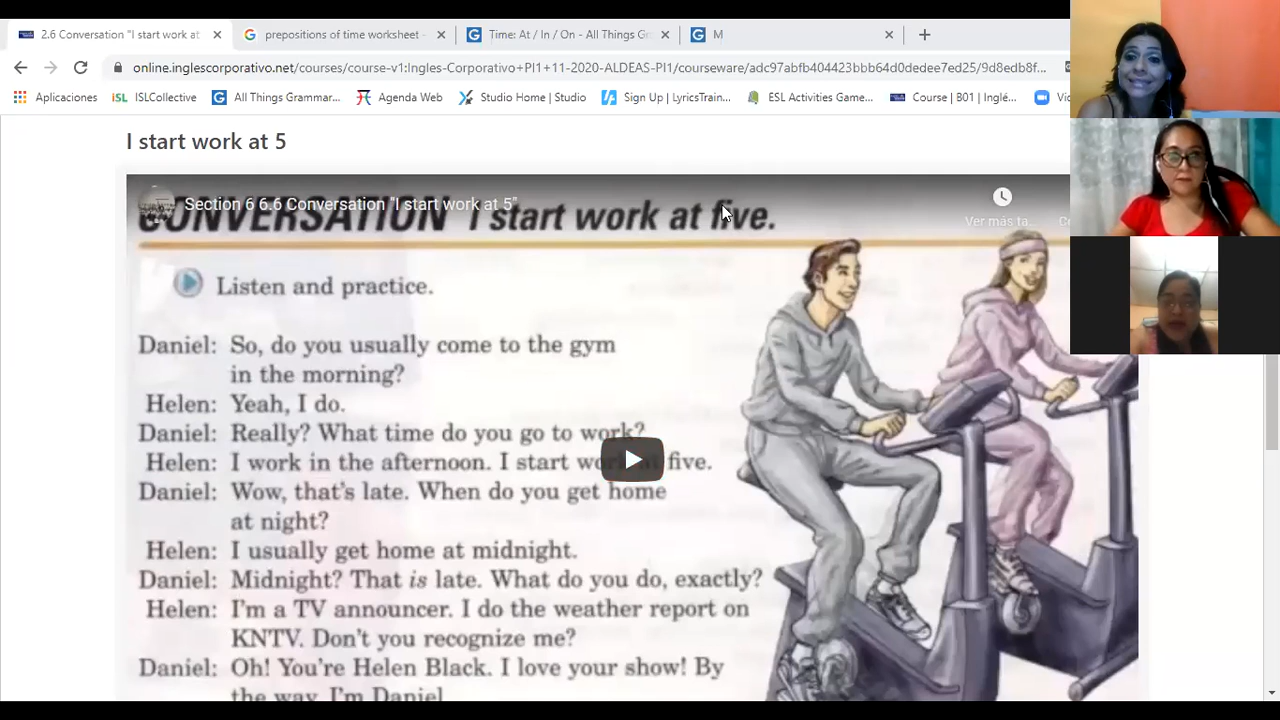 2.6 Conversation "I start work at
prepositions of time worksheet -
Time: At / In / On - All Things Gr
M
online.inglescorporativo.net/courses/course-v1:Ingles-Corporativo+PI1+11-2020-ALDEAS-PI1/courseware/adc97abfb404423bbb64d0dedee7ed25/9d8edb8f...
Aplicaciones
ISLCollective
All Things Grammar...
Agenda Web
Studio Home | Studio
Sign Up | LyricsTrain...
ESL Activities Game...
Course | B01 | Inglé...
I start work at 5
Section 6 6.6 Conversation "I start work at 5"
Ver más ta...
CONVERSATION I start work at five.
Listen and practice.
Daniel: So, do you usually come to the gym
in the morning?
Helen: Yeah, I do.
Daniel: Really? What time do you go to work?
Helen: I work in the afternoon. I start work at five.
Daniel: Wow, that's late. When do you get home
at night?
Helen: I usually get home at midnight.
Daniel: Midnight? That is late. What do you do, exactly?
Helen: I'm a TV announcer. I do the weather report on
KNTV. Don't you recognize me?
Daniel: Oh! You're Helen Black. I love your show! By
the way, I'm Daniel